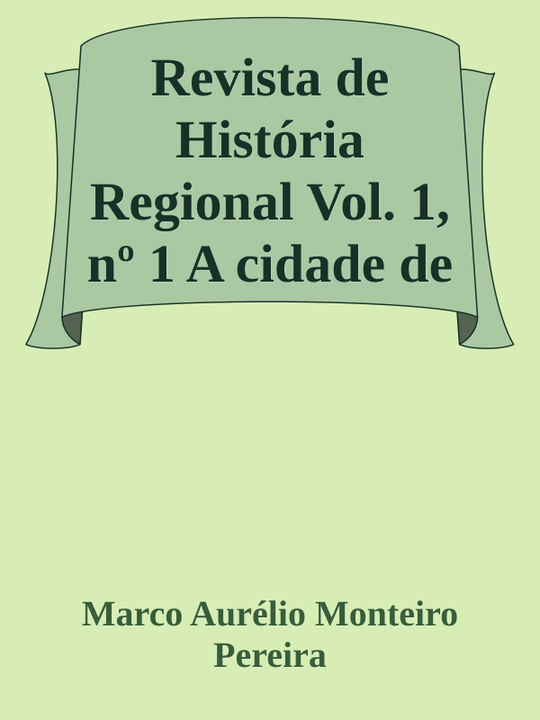 Revista de
História
Regional Vol. 1,
nº 1 A cidade de
Marco Aurélio Monteiro
Pereira